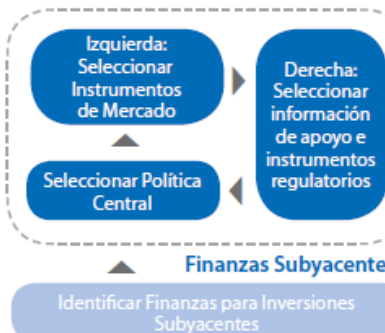 Izquierda:
Seleccionar
Instrumentos
de Mercado
Derecha:
Seleccionar
información
de apoyo e
instrumentos
regulatorios
Seleccionar Política
Central
Finanzas Subyacente
Identificar Finanzas para Inversiones
Subyacentes